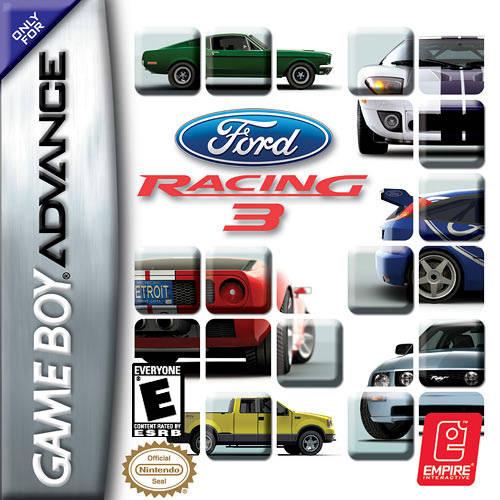 ONLY
FOR
GAME BOY ADVANCE
Ford
RACING
3
ETROIT
EVERYONE
E
CONTENT RATED BY
ESRB
Official
Nintendo
Seal
EMPIRE
INTERACTIVE